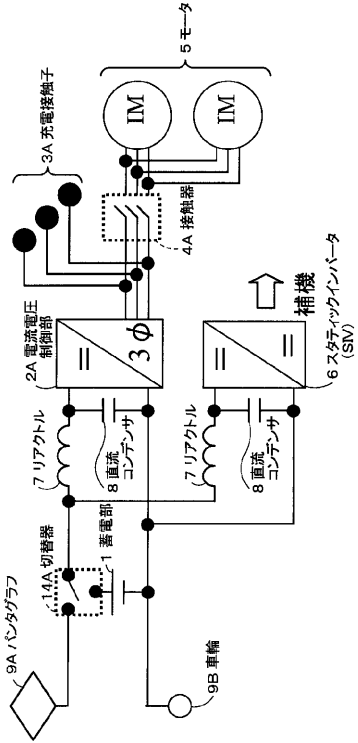 9A パンタグラフ
14A 切替器
1 蓄電部
9B 車輪
7 リアクトル
8 直流
コンデンサ
2A 電流電圧
制御部
3φ
3A 充電接触子
4A 接触器
IM
IM
5 モータ
7 リアクトル
8 直流
コンデンサ
6 スタティックインバータ
(SIV)
補機